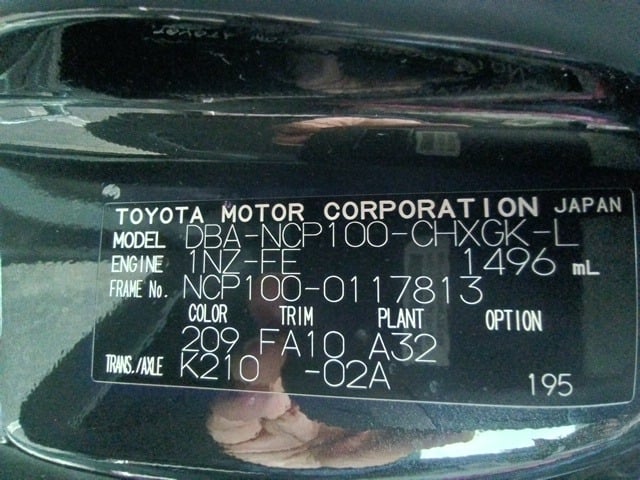 TOYOTA MOTOR CORPORATION JAPAN
MODEL DBA-NCP100-CHXGK-L
ENGINE 1NZ-FE 1496 mL
FRAME No. NCP100-0117813
COLOR TRIM PLANT OPTION
209 FA10 A32
TRANS./AXLE K210 -02A
195